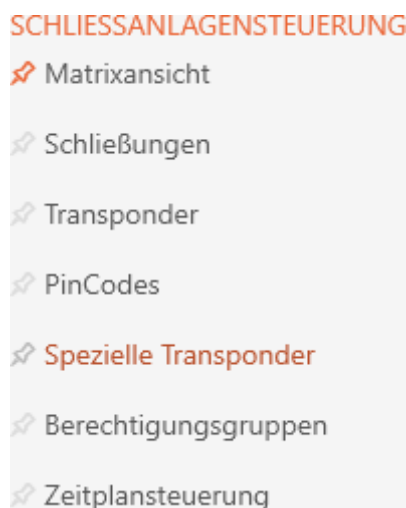 SCHLIESSANLAGENSTEUERUNG
Matrixansicht
Schließungen
Transponder
PinCodes
Spezielle Transponder
Berechtigungsgruppen
Zeitplansteuerung